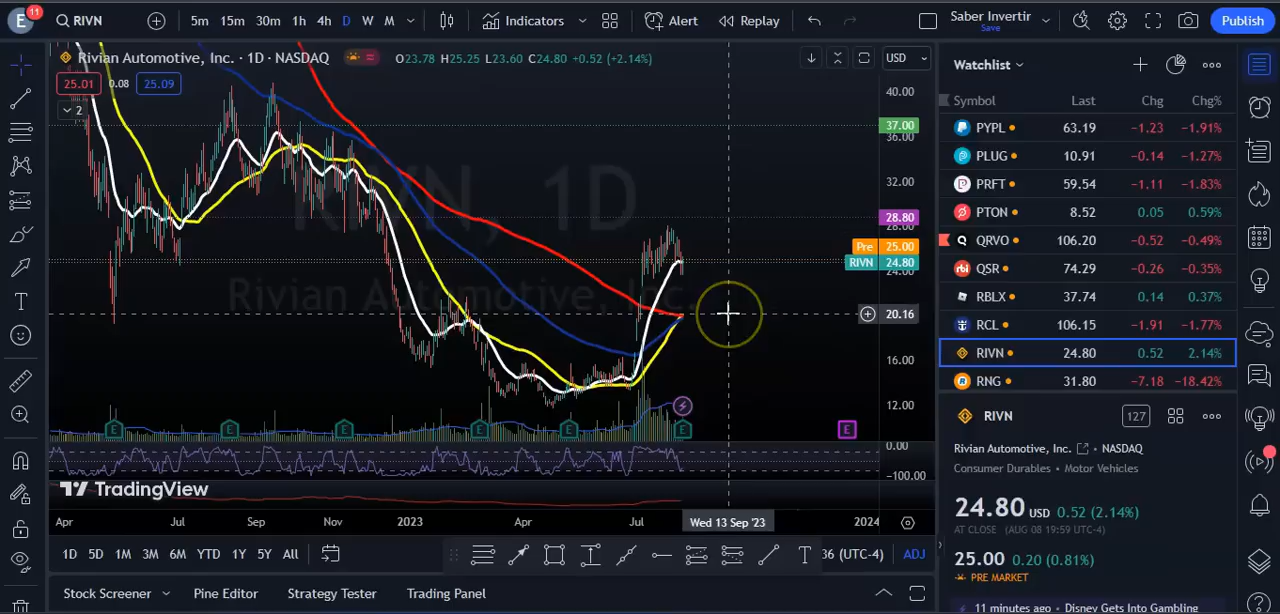 E 11 RIVN 5m 15m 30m 1h 4h D W M Indicators Alert Replay Saber Invertir Save Publish
Rivian Automotive, Inc. · 1D · NASDAQ O23.78 H25.25 L23.60 C24.80 +0.52 (+2.14%) USD
25.01 0.08 25.09
2
RIVN, 1D
Rivian Automotive, Inc.
40.00
37.00
36.00
32.00
28.80
28.00
Pre 25.00
RIVN 24.80
24.00
20.16
16.00
12.00
E E E E E E E
0.00
−100.00
TradingView
Apr Jul Sep Nov 2023 Apr Jul Wed 13 Sep '23 2024
1D 5D 1M 3M 6M YTD 1Y 5Y All T 36 (UTC-4) ADJ
Stock Screener Pine Editor Strategy Tester Trading Panel
Watchlist
Symbol Last Chg Chg%
PYPL 63.19 −1.23 −1.91%
PLUG 10.91 −0.14 −1.27%
PRFT 59.54 −1.11 −1.83%
PTON 8.52 0.05 0.59%
QRVO 106.20 −0.52 −0.49%
QSR 74.29 −0.26 −0.35%
RBLX 37.74 0.14 0.37%
RCL 106.15 −1.91 −1.77%
RIVN 24.80 0.52 2.14%
RNG 31.80 −7.18 −18.42%
RIVN 127
Rivian Automotive, Inc. · NASDAQ
Consumer Durables · Motor Vehicles
24.80 USD 0.52 (2.14%)
AT CLOSE (AUG 08 19:59 UTC-4)
25.00 0.20 (0.81%)
PRE MARKET
11 minutes ago · Disney Gets Into Gambling